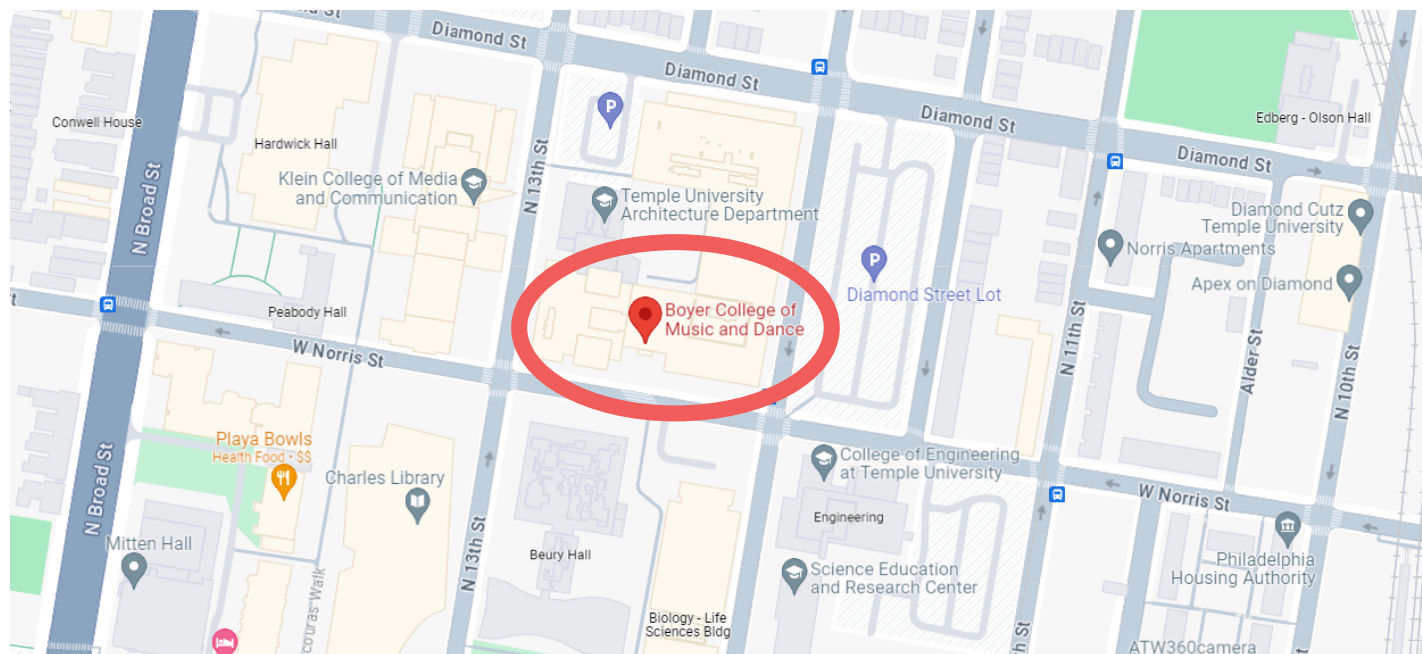 Diamond St
Diamond St
Diamond St
Diamond St
Conwell House
Hardwick Hall
Klein College of Media
and Communication
N 13th St
P
Temple University
Architecture Department
Edberg - Olson Hall
Diamond Cutz
Temple University
Norris Apartments
Apex on Diamond
N Broad St
P
Diamond Street Lot
Boyer College of
Music and Dance
Peabody Hall
W Norris St
N 11th St
Alder St
N 10th St
Playa Bowls
Health Food · $$
Charles Library
College of Engineering
at Temple University
W Norris St
N Broad St
Mitten Hall
Engineering
Beury Hall
N 13th St
Science Education
and Research Center
Philadelphia
Housing Authority
couras Walk
Biology - Life
Sciences Bldg
h St
ATW360camera